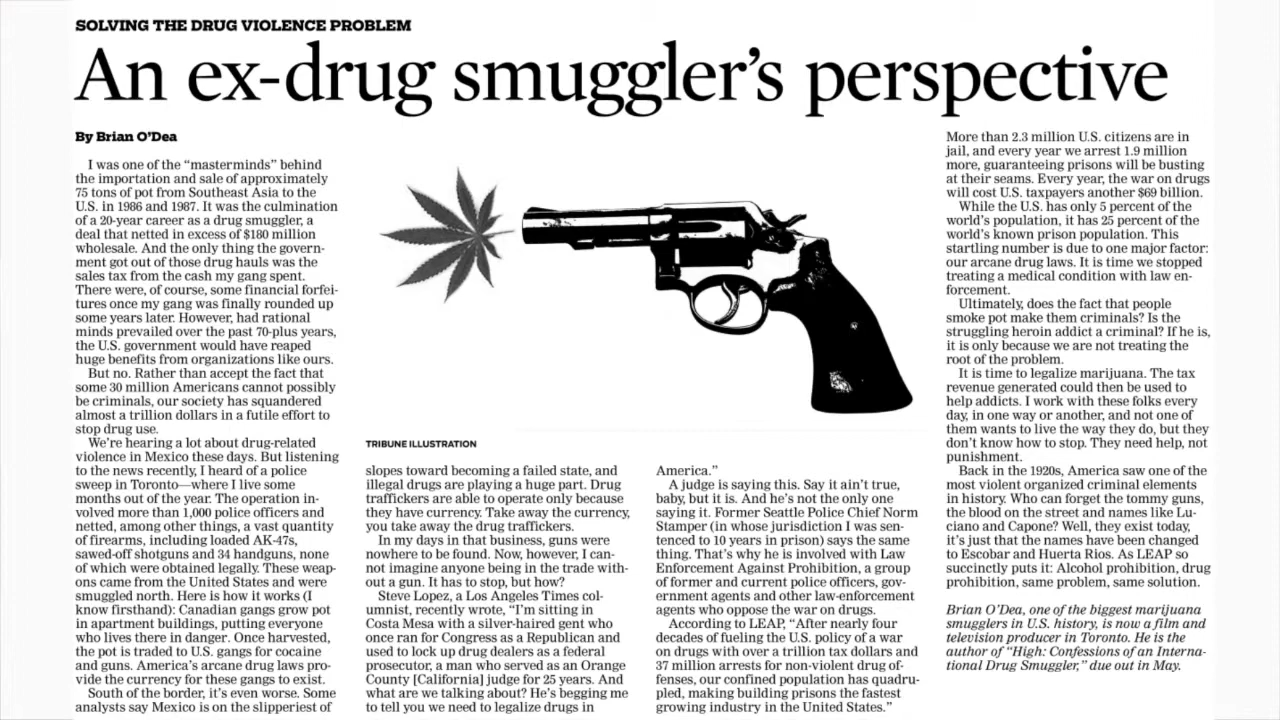 SOLVING THE DRUG VIOLENCE PROBLEM
An ex-drug smuggler's perspective
By Brian O'Dea
I was one of the "masterminds" behind
the importation and sale of approximately
75 tons of pot from Southeast Asia to the
U.S. in 1986 and 1987. It was the culmination
of a 20-year career as a drug smuggler, a
deal that netted in excess of $180 million
wholesale. And the only thing the govern-
ment got out of those drug hauls was the
sales tax from the cash my gang spent.
There were, of course, some financial forfei-
tures once my gang was finally rounded up
some years later. However, had rational
minds prevailed over the past 70-plus years,
the U.S. government would have reaped
huge benefits from organizations like ours.
But no. Rather than accept the fact that
some 30 million Americans cannot possibly
be criminals, our society has squandered
almost a trillion dollars in a futile effort to
stop drug use.
We're hearing a lot about drug-related
violence in Mexico these days. But listening
to the news recently, I heard of a police
sweep in Toronto—where I live some
months out of the year. The operation in-
volved more than 1,000 police officers and
netted, among other things, a vast quantity
of firearms, including loaded AK-47s,
sawed-off shotguns and 34 handguns, none
of which were obtained legally. These weap-
ons came from the United States and were
smuggled north. Here is how it works (I
know firsthand): Canadian gangs grow pot
in apartment buildings, putting everyone
who lives there in danger. Once harvested,
the pot is traded to U.S. gangs for cocaine
and guns. America's arcane drug laws pro-
vide the currency for these gangs to exist.
South of the border, it's even worse. Some
analysts say Mexico is on the slipperiest of
TRIBUNE ILLUSTRATION
slopes toward becoming a failed state, and
illegal drugs are playing a huge part. Drug
traffickers are able to operate only because
they have currency. Take away the currency,
you take away the drug traffickers.
In my days in that business, guns were
nowhere to be found. Now, however, I can-
not imagine anyone being in the trade with-
out a gun. It has to stop, but how?
Steve Lopez, a Los Angeles Times col-
umnist, recently wrote, "I'm sitting in
Costa Mesa with a silver-haired gent who
once ran for Congress as a Republican and
used to lock up drug dealers as a federal
prosecutor, a man who served as an Orange
County [California] judge for 25 years. And
what are we talking about? He's begging me
to tell you we need to legalize drugs in
America."
A judge is saying this. Say it ain't true,
baby, but it is. And he's not the only one
saying it. Former Seattle Police Chief Norm
Stamper (in whose jurisdiction I was sen-
tenced to 10 years in prison) says the same
thing. That's why he is involved with Law
Enforcement Against Prohibition, a group
of former and current police officers, gov-
ernment agents and other law-enforcement
agents who oppose the war on drugs.
According to LEAP, "After nearly four
decades of fueling the U.S. policy of a war
on drugs with over a trillion tax dollars and
37 million arrests for non-violent drug of-
fenses, our confined population has quadru-
pled, making building prisons the fastest
growing industry in the United States."
More than 2.3 million U.S. citizens are in
jail, and every year we arrest 1.9 million
more, guaranteeing prisons will be busting
at their seams. Every year, the war on drugs
will cost U.S. taxpayers another $69 billion.
While the U.S. has only 5 percent of the
world's population, it has 25 percent of the
world's known prison population. This
startling number is due to one major factor:
our arcane drug laws. It is time we stopped
treating a medical condition with law en-
forcement.
Ultimately, does the fact that people
smoke pot make them criminals? Is the
struggling heroin addict a criminal? If he is,
it is only because we are not treating the
root of the problem.
It is time to legalize marijuana. The tax
revenue generated could then be used to
help addicts. I work with these folks every
day, in one way or another, and not one of
them wants to live the way they do, but they
don't know how to stop. They need help, not
punishment.
Back in the 1920s, America saw one of the
most violent organized criminal elements
in history. Who can forget the tommy guns,
the blood on the street and names like Lu-
ciano and Capone? Well, they exist today,
it's just that the names have been changed
to Escobar and Huerta Rios. As LEAP so
succinctly puts it: Alcohol prohibition, drug
prohibition, same problem, same solution.
Brian O'Dea, one of the biggest marijuana
smugglers in U.S. history, is now a film and
television producer in Toronto. He is the
author of "High: Confessions of an Interna-
tional Drug Smuggler," due out in May.